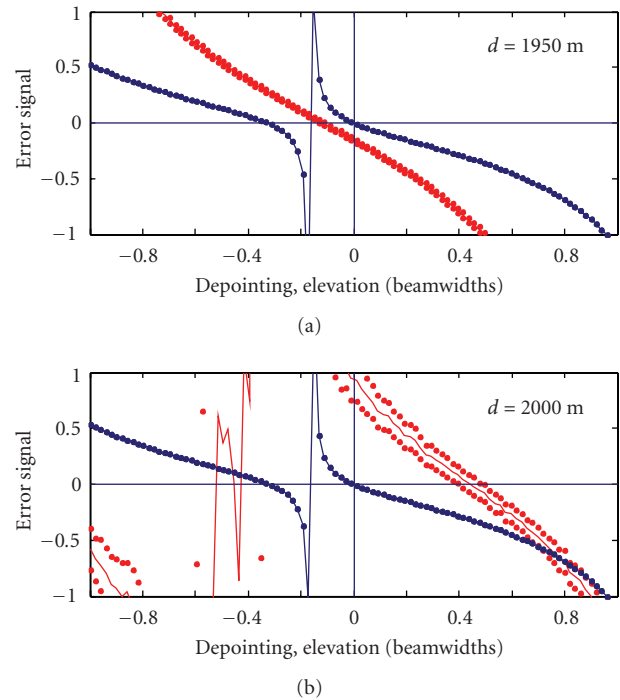 1
0.5
0
−0.5
−1
Error signal
d = 1950 m
−0.8 −0.4 0 0.4 0.8
Depointing, elevation (beamwidths)
(a)
1
0.5
0
−0.5
−1
Error signal
d = 2000 m
−0.8 −0.4 0 0.4 0.8
Depointing, elevation (beamwidths)
(b)